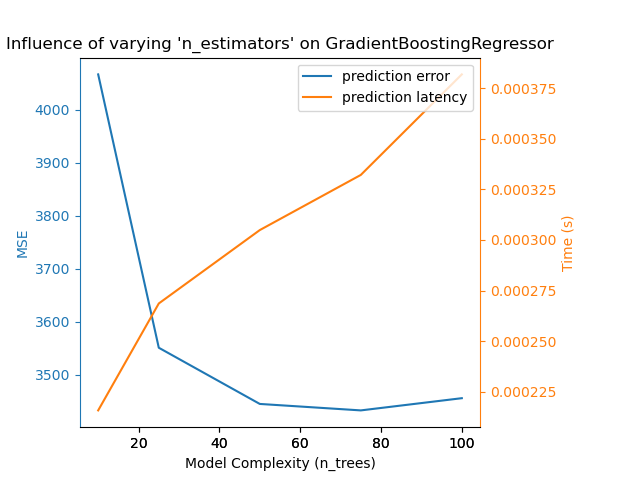 Influence of varying 'n_estimators' on GradientBoostingRegressor
prediction error
prediction latency
MSE
4000
3900
3800
3700
3600
3500
0.000375
0.000350
0.000325
0.000300
0.000275
0.000250
0.000225
Time (s)
20 40 60 80 100
Model Complexity (n_trees)